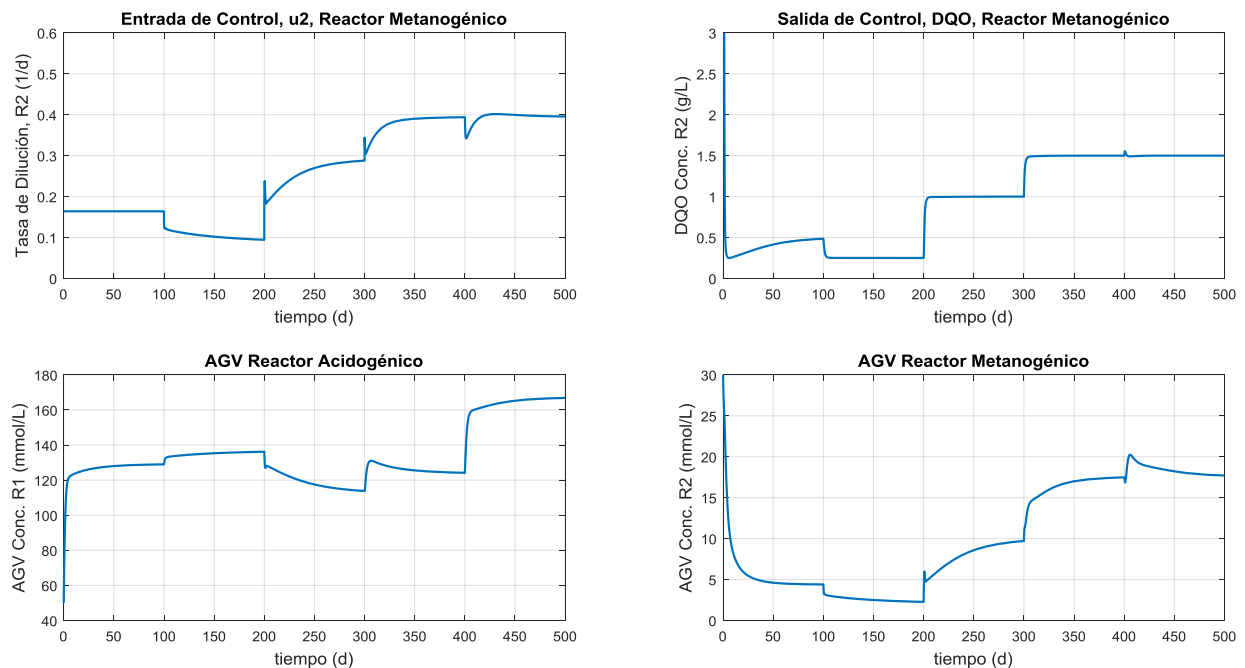 Entrada de Control, u2, Reactor Metanogénico
Tasa de Dilución, R2 (1/d)
0.6
0.5
0.4
0.3
0.2
0.1
0
0 50 100 150 200 250 300 350 400 450 500
tiempo (d)
Salida de Control, DQO, Reactor Metanogénico
DQO Conc. R2 (g/L)
3
2.5
2
1.5
1
0.5
0
0 50 100 150 200 250 300 350 400 450 500
tiempo (d)
AGV Reactor Acidogénico
AGV Conc. R1 (mmol/L)
180
160
140
120
100
80
60
40
0 50 100 150 200 250 300 350 400 450 500
tiempo (d)
AGV Reactor Metanogénico
AGV Conc. R2 (mmol/L)
30
25
20
15
10
5
0
0 50 100 150 200 250 300 350 400 450 500
tiempo (d)